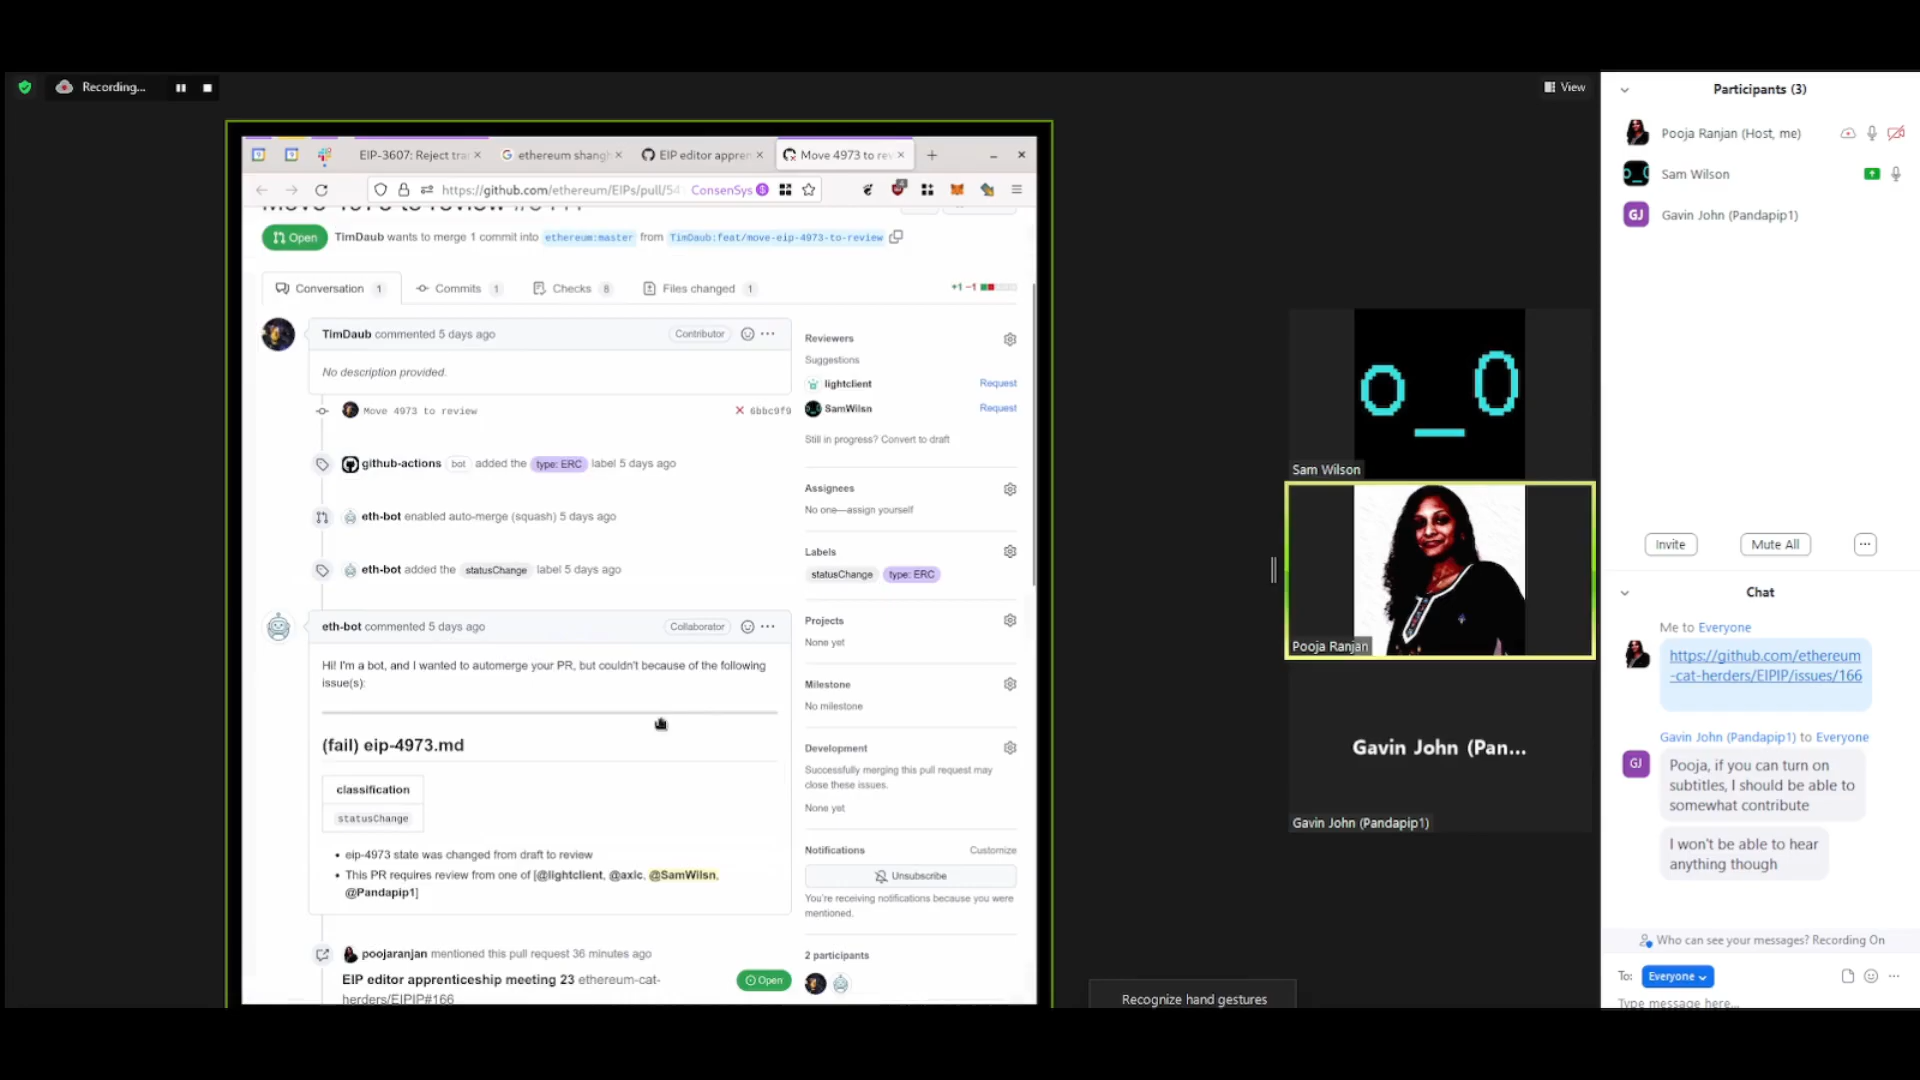 Recording...
View
EIP-3607: Reject tra
ethereum shangh
EIP editor appren
Move 4973 to rev
https://github.com/ethereum/EIPs/pull/54
ConsenSys
4
Open
TimDaub wants to merge 1 commit into ethereum:master from TimDaub:feat/move-eip-4973-to-review
Conversation 1
Commits 1
Checks 8
Files changed 1
+1 −1
TimDaub commented 5 days ago
Contributor
No description provided.
Move 4973 to review
6bbc9f9
github-actions bot added the type: ERC label 5 days ago
eth-bot enabled auto-merge (squash) 5 days ago
eth-bot added the statusChange label 5 days ago
eth-bot commented 5 days ago
Collaborator
Hi! I'm a bot, and I wanted to automerge your PR, but couldn't because of the following
issue(s):
(fail) eip-4973.md
classification
statusChange
• eip-4973 state was changed from draft to review
• This PR requires review from one of [@lightclient, @axic, @SamWilsn,
@Pandapip1]
poojaranjan mentioned this pull request 36 minutes ago
EIP editor apprenticeship meeting 23 ethereum-cat-
herders/EIPIP#166
Open
Reviewers
Suggestions
lightclient
Request
SamWilsn
Request
Still in progress? Convert to draft
Assignees
No one—assign yourself
Labels
statusChange type: ERC
Projects
None yet
Milestone
No milestone
Development
Successfully merging this pull request may
close these issues.
None yet
Notifications
Customize
Unsubscribe
You're receiving notifications because you were
mentioned.
2 participants
Sam Wilson
Pooja Ranjan
Gavin John (Pan...
Gavin John (Pandapip1)
Recognize hand gestures
Participants (3)
Pooja Ranjan (Host, me)
Sam Wilson
GJ
Gavin John (Pandapip1)
Invite
Mute All
Chat
Me to Everyone
https://github.com/ethereum
-cat-herders/EIPIP/issues/166
Gavin John (Pandapip1) to Everyone
GJ
Pooja, if you can turn on
subtitles, I should be able to
somewhat contribute
I won't be able to hear
anything though
Who can see your messages? Recording On
To: Everyone
Type message here...